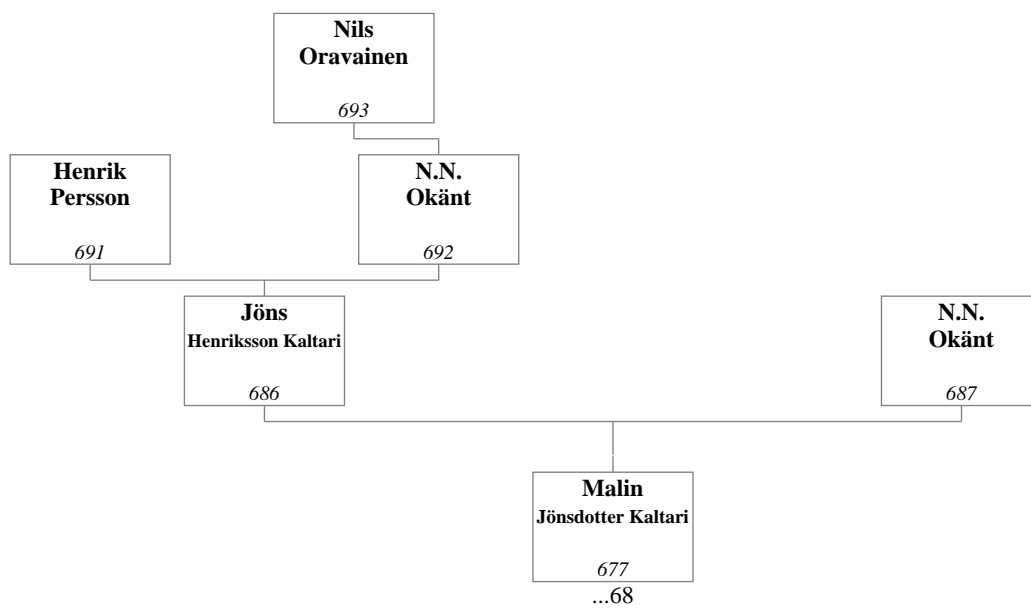 Nils
Oravainen
693
Henrik
Persson
691
N.N.
Okänt
692
Jöns
Henriksson Kaltari
686
N.N.
Okänt
687
Malin
Jönsdotter Kaltari
677
...68